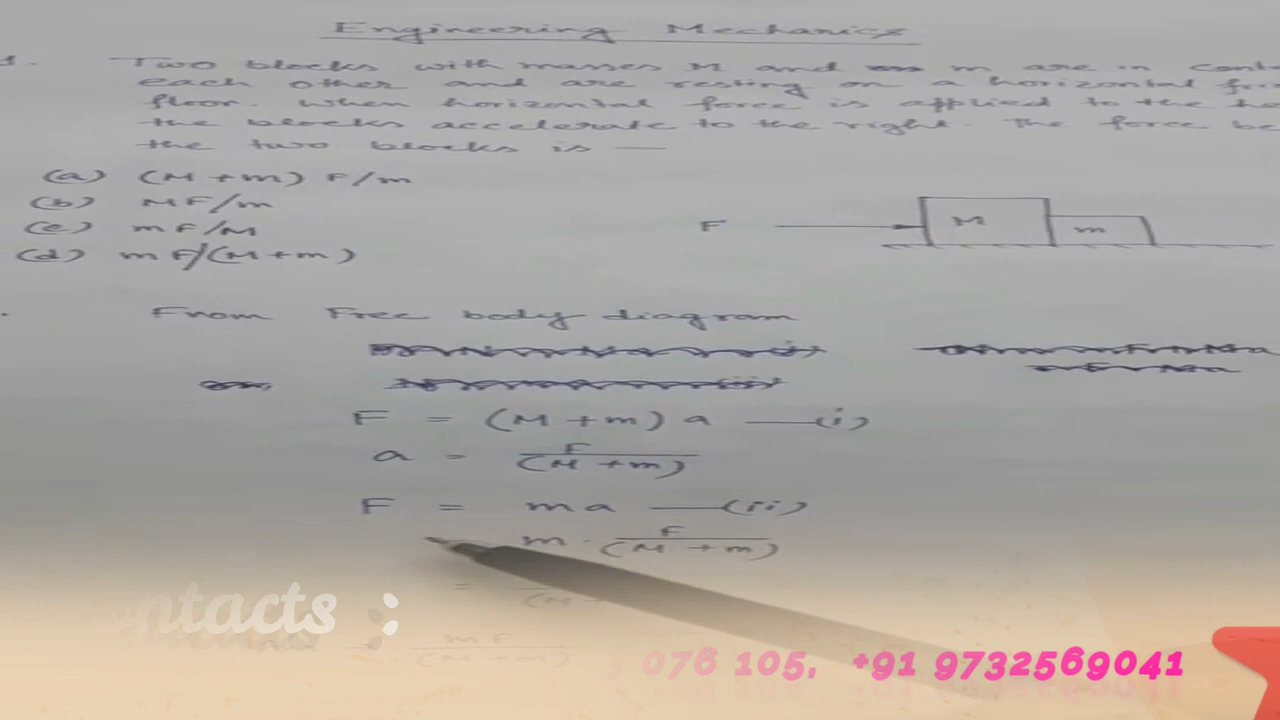 Engineering Mechanics
1. Two blocks with masses M and m are in
each other and are resting on a horizontal
floor. When horizontal force is applied to the
the blocks accelerate to the right. The force
the two blocks is —
(a) (M + m) F/m
(b) MF/m
(c) mF/M
(d) mF/(M+m)
F M m
From Free body diagram
F = (M + m) a —(i)
a = F/(M + m)
F = ma —(ii)
m . F/(M + m)
=
mF/(M + m)
ntacts :
076 105, +91 9732569041